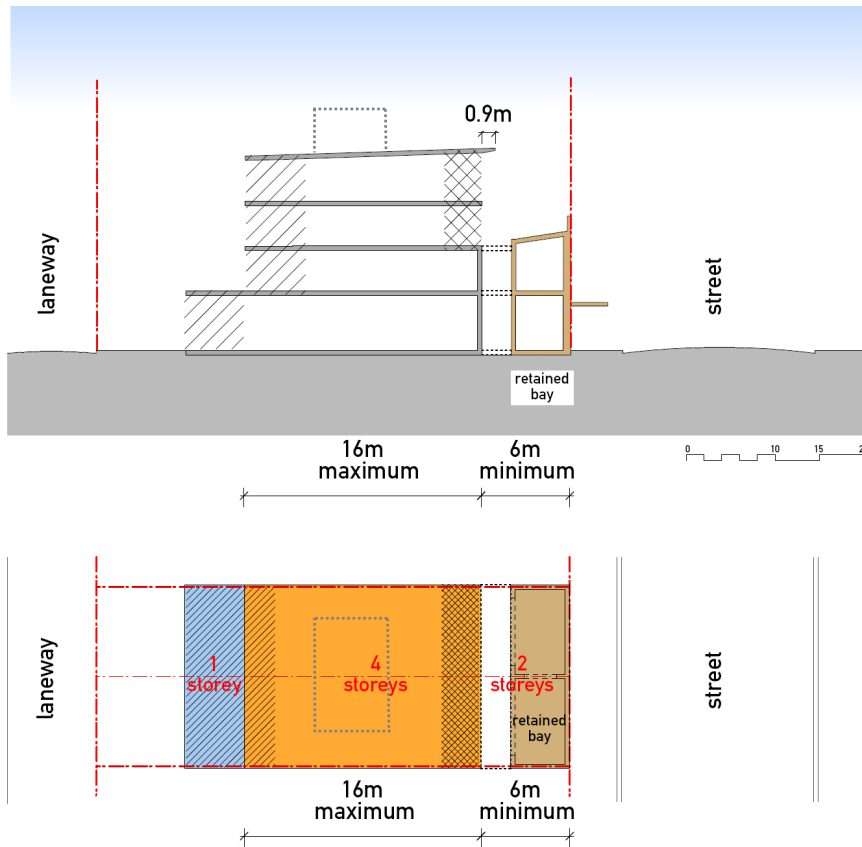 0.9m
laneway
street
retained
bay
16m
maximum
6m
minimum
0
10
15
2
laneway
1
storey
4
storeys
2
storeys
retained
bay
street
16m
maximum
6m
minimum